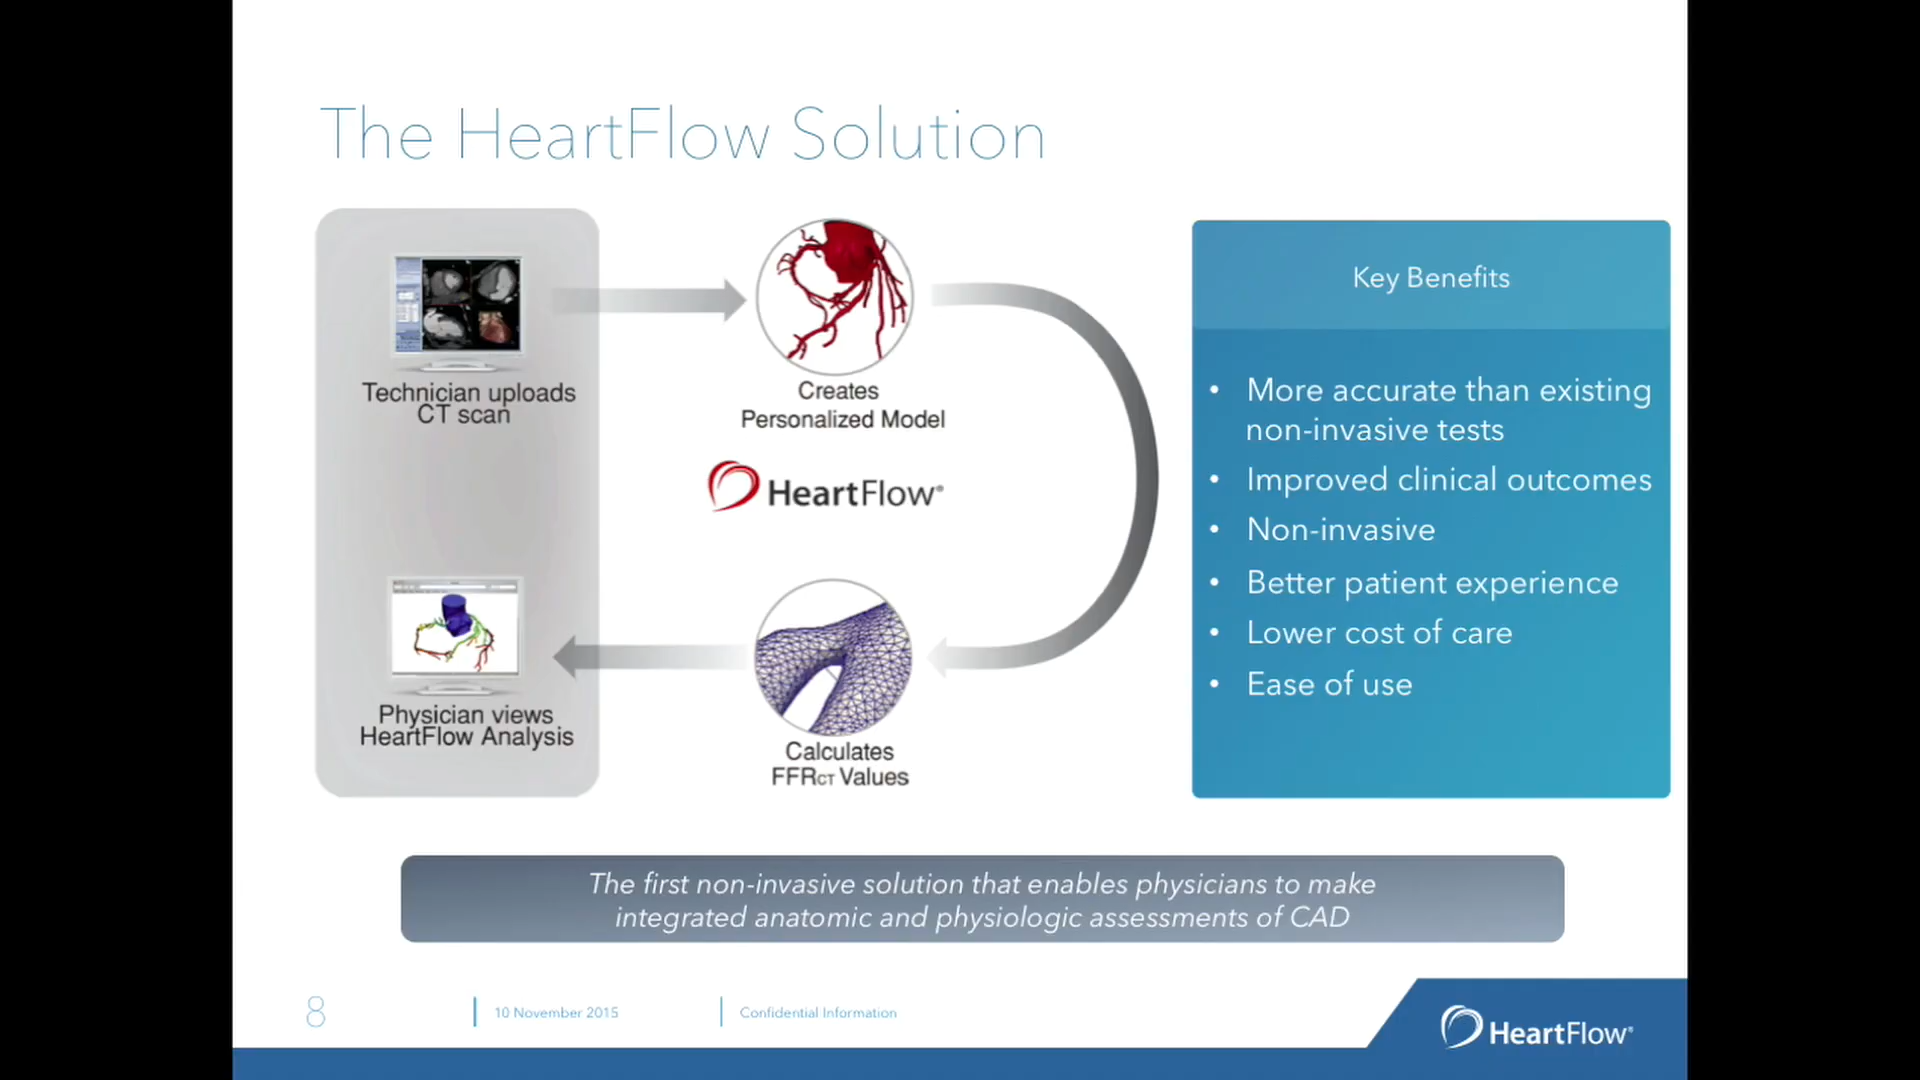 The HeartFlow Solution
Technician uploads
CT scan
Creates
Personalized Model
HeartFlow®
Physician views
HeartFlow Analysis
Calculates
FFRCT Values
Key Benefits
• More accurate than existing
non-invasive tests
• Improved clinical outcomes
• Non-invasive
• Better patient experience
• Lower cost of care
• Ease of use
The first non-invasive solution that enables physicians to make
integrated anatomic and physiologic assessments of CAD
8
10 November 2015
Confidential Information
HeartFlow®